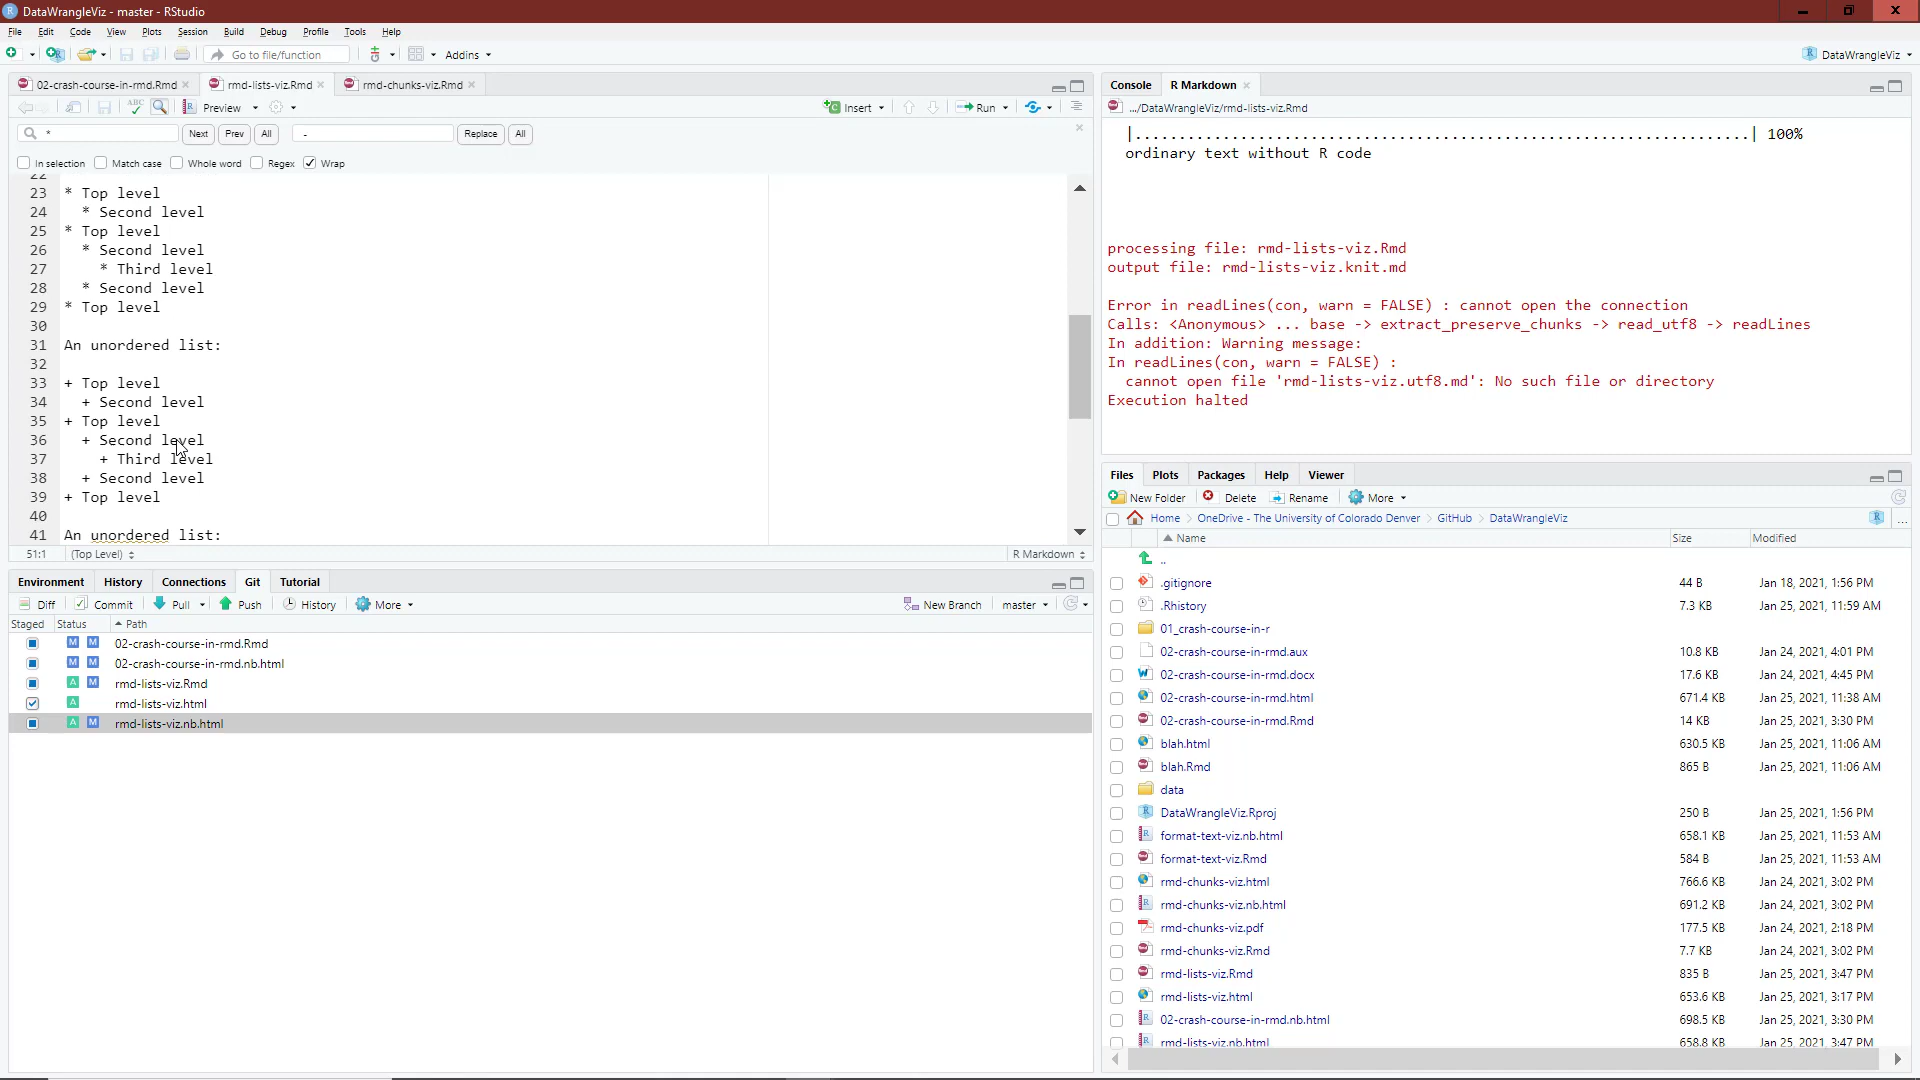 DataWrangleViz - master - RStudio
File Edit Code View Plots Session Build Debug Profile Tools Help
Go to file/function Addins DataWrangleViz
02-crash-course-in-rmd.Rmd rmd-lists-viz.Rmd rmd-chunks-viz.Rmd
ABC Preview Insert Run
* Next Prev All - Replace All
In selection Match case Whole word Regex Wrap
22
23 * Top level
24 * Second level
25 * Top level
26 * Second level
27 * Third level
28 * Second level
29 * Top level
30
31 An unordered list:
32
33 + Top level
34 + Second level
35 + Top level
36 + Second level
37 + Third level
38 + Second level
39 + Top level
40
41 An unordered list:
51:1 (Top Level) R Markdown
Environment History Connections Git Tutorial
Diff Commit Pull Push History More New Branch master
Staged Status Path
M M 02-crash-course-in-rmd.Rmd
M M 02-crash-course-in-rmd.nb.html
A M rmd-lists-viz.Rmd
A rmd-lists-viz.html
A M rmd-lists-viz.nb.html
Console R Markdown
.../DataWrangleViz/rmd-lists-viz.Rmd
|......................................................................| 100%
ordinary text without R code
processing file: rmd-lists-viz.Rmd
output file: rmd-lists-viz.knit.md
Error in readLines(con, warn = FALSE) : cannot open the connection
Calls: <Anonymous> ... base -> extract_preserve_chunks -> read_utf8 -> readLines
In addition: Warning message:
In readLines(con, warn = FALSE) :
cannot open file 'rmd-lists-viz.utf8.md': No such file or directory
Execution halted
Files Plots Packages Help Viewer
New Folder Delete Rename More
Home OneDrive - The University of Colorado Denver GitHub DataWrangleViz ...
Name Size Modified
..
.gitignore 44 B Jan 18, 2021, 1:56 PM
.Rhistory 7.3 KB Jan 25, 2021, 11:59 AM
01_crash-course-in-r
02-crash-course-in-rmd.aux 10.8 KB Jan 24, 2021, 4:01 PM
02-crash-course-in-rmd.docx 17.6 KB Jan 24, 2021, 4:45 PM
02-crash-course-in-rmd.html 671.4 KB Jan 25, 2021, 11:38 AM
02-crash-course-in-rmd.Rmd 14 KB Jan 25, 2021, 3:30 PM
blah.html 630.5 KB Jan 25, 2021, 11:06 AM
blah.Rmd 865 B Jan 25, 2021, 11:06 AM
data
DataWrangleViz.Rproj 250 B Jan 25, 2021, 1:56 PM
format-text-viz.nb.html 658.1 KB Jan 25, 2021, 11:53 AM
format-text-viz.Rmd 584 B Jan 25, 2021, 11:53 AM
rmd-chunks-viz.html 766.6 KB Jan 24, 2021, 3:02 PM
rmd-chunks-viz.nb.html 691.2 KB Jan 24, 2021, 3:02 PM
rmd-chunks-viz.pdf 177.5 KB Jan 24, 2021, 2:18 PM
rmd-chunks-viz.Rmd 7.7 KB Jan 24, 2021, 3:02 PM
rmd-lists-viz.Rmd 835 B Jan 25, 2021, 3:47 PM
rmd-lists-viz.html 653.6 KB Jan 25, 2021, 3:17 PM
02-crash-course-in-rmd.nb.html 698.5 KB Jan 25, 2021, 3:30 PM
rmd-lists-viz.nb.html 658.8 KB Jan 25, 2021, 3:47 PM